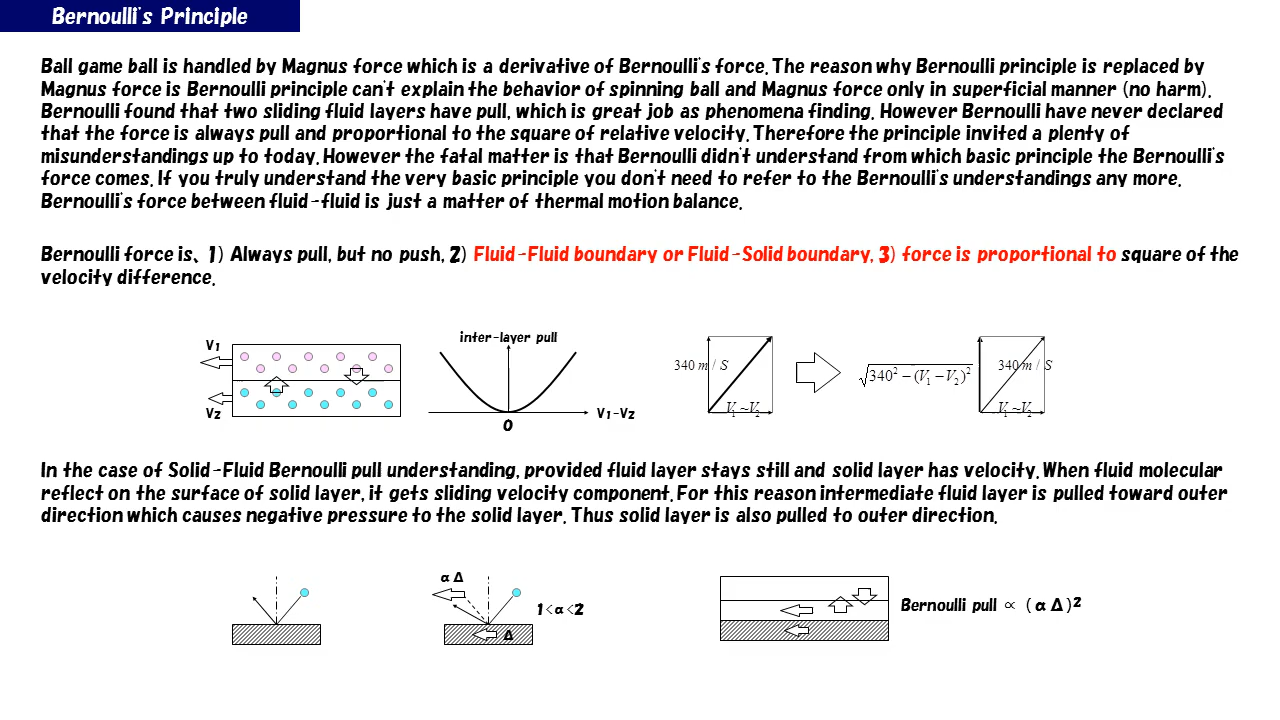 Bernoulli's Principle
Ball game ball is handled by Magnus force which is a derivative of Bernoulli's force. The reason why Bernoulli principle is replaced by
Magnus force is Bernoulli principle can't explain the behavior of spinning ball and Magnus force only in superficial manner (no harm).
Bernoulli found that two sliding fluid layers have pull, which is great job as phenomena finding. However Bernoulli have never declared
that the force is always pull and proportional to the square of relative velocity. Therefore the principle invited a plenty of
misunderstandings up to today. However the fatal matter is that Bernoulli didn't understand from which basic principle the Bernoulli's
force comes. If you truly understand the very basic principle you don't need to refer to the Bernoulli's understandings any more.
Bernoulli's force between fluid-fluid is just a matter of thermal motion balance.
Bernoulli force is、1) Always pull, but no push, 2) Fluid-Fluid boundary or Fluid-Solid boundary, 3) force is proportional to square of the
velocity difference.
V1
V2
inter-layer pull
V1-V2
0
340 m / S
V1 ~V2
√340² − (V1 − V2)²
340 m / S
V1 ~V2
In the case of Solid-Fluid Bernoulli pull understanding, provided fluid layer stays still and solid layer has velocity. When fluid molecular
reflect on the surface of solid layer, it gets sliding velocity component. For this reason intermediate fluid layer is pulled toward outer
direction which causes negative pressure to the solid layer. Thus solid layer is also pulled to outer direction.
α Δ
1<α<2
Δ
Bernoulli pull ∝ (α Δ)²